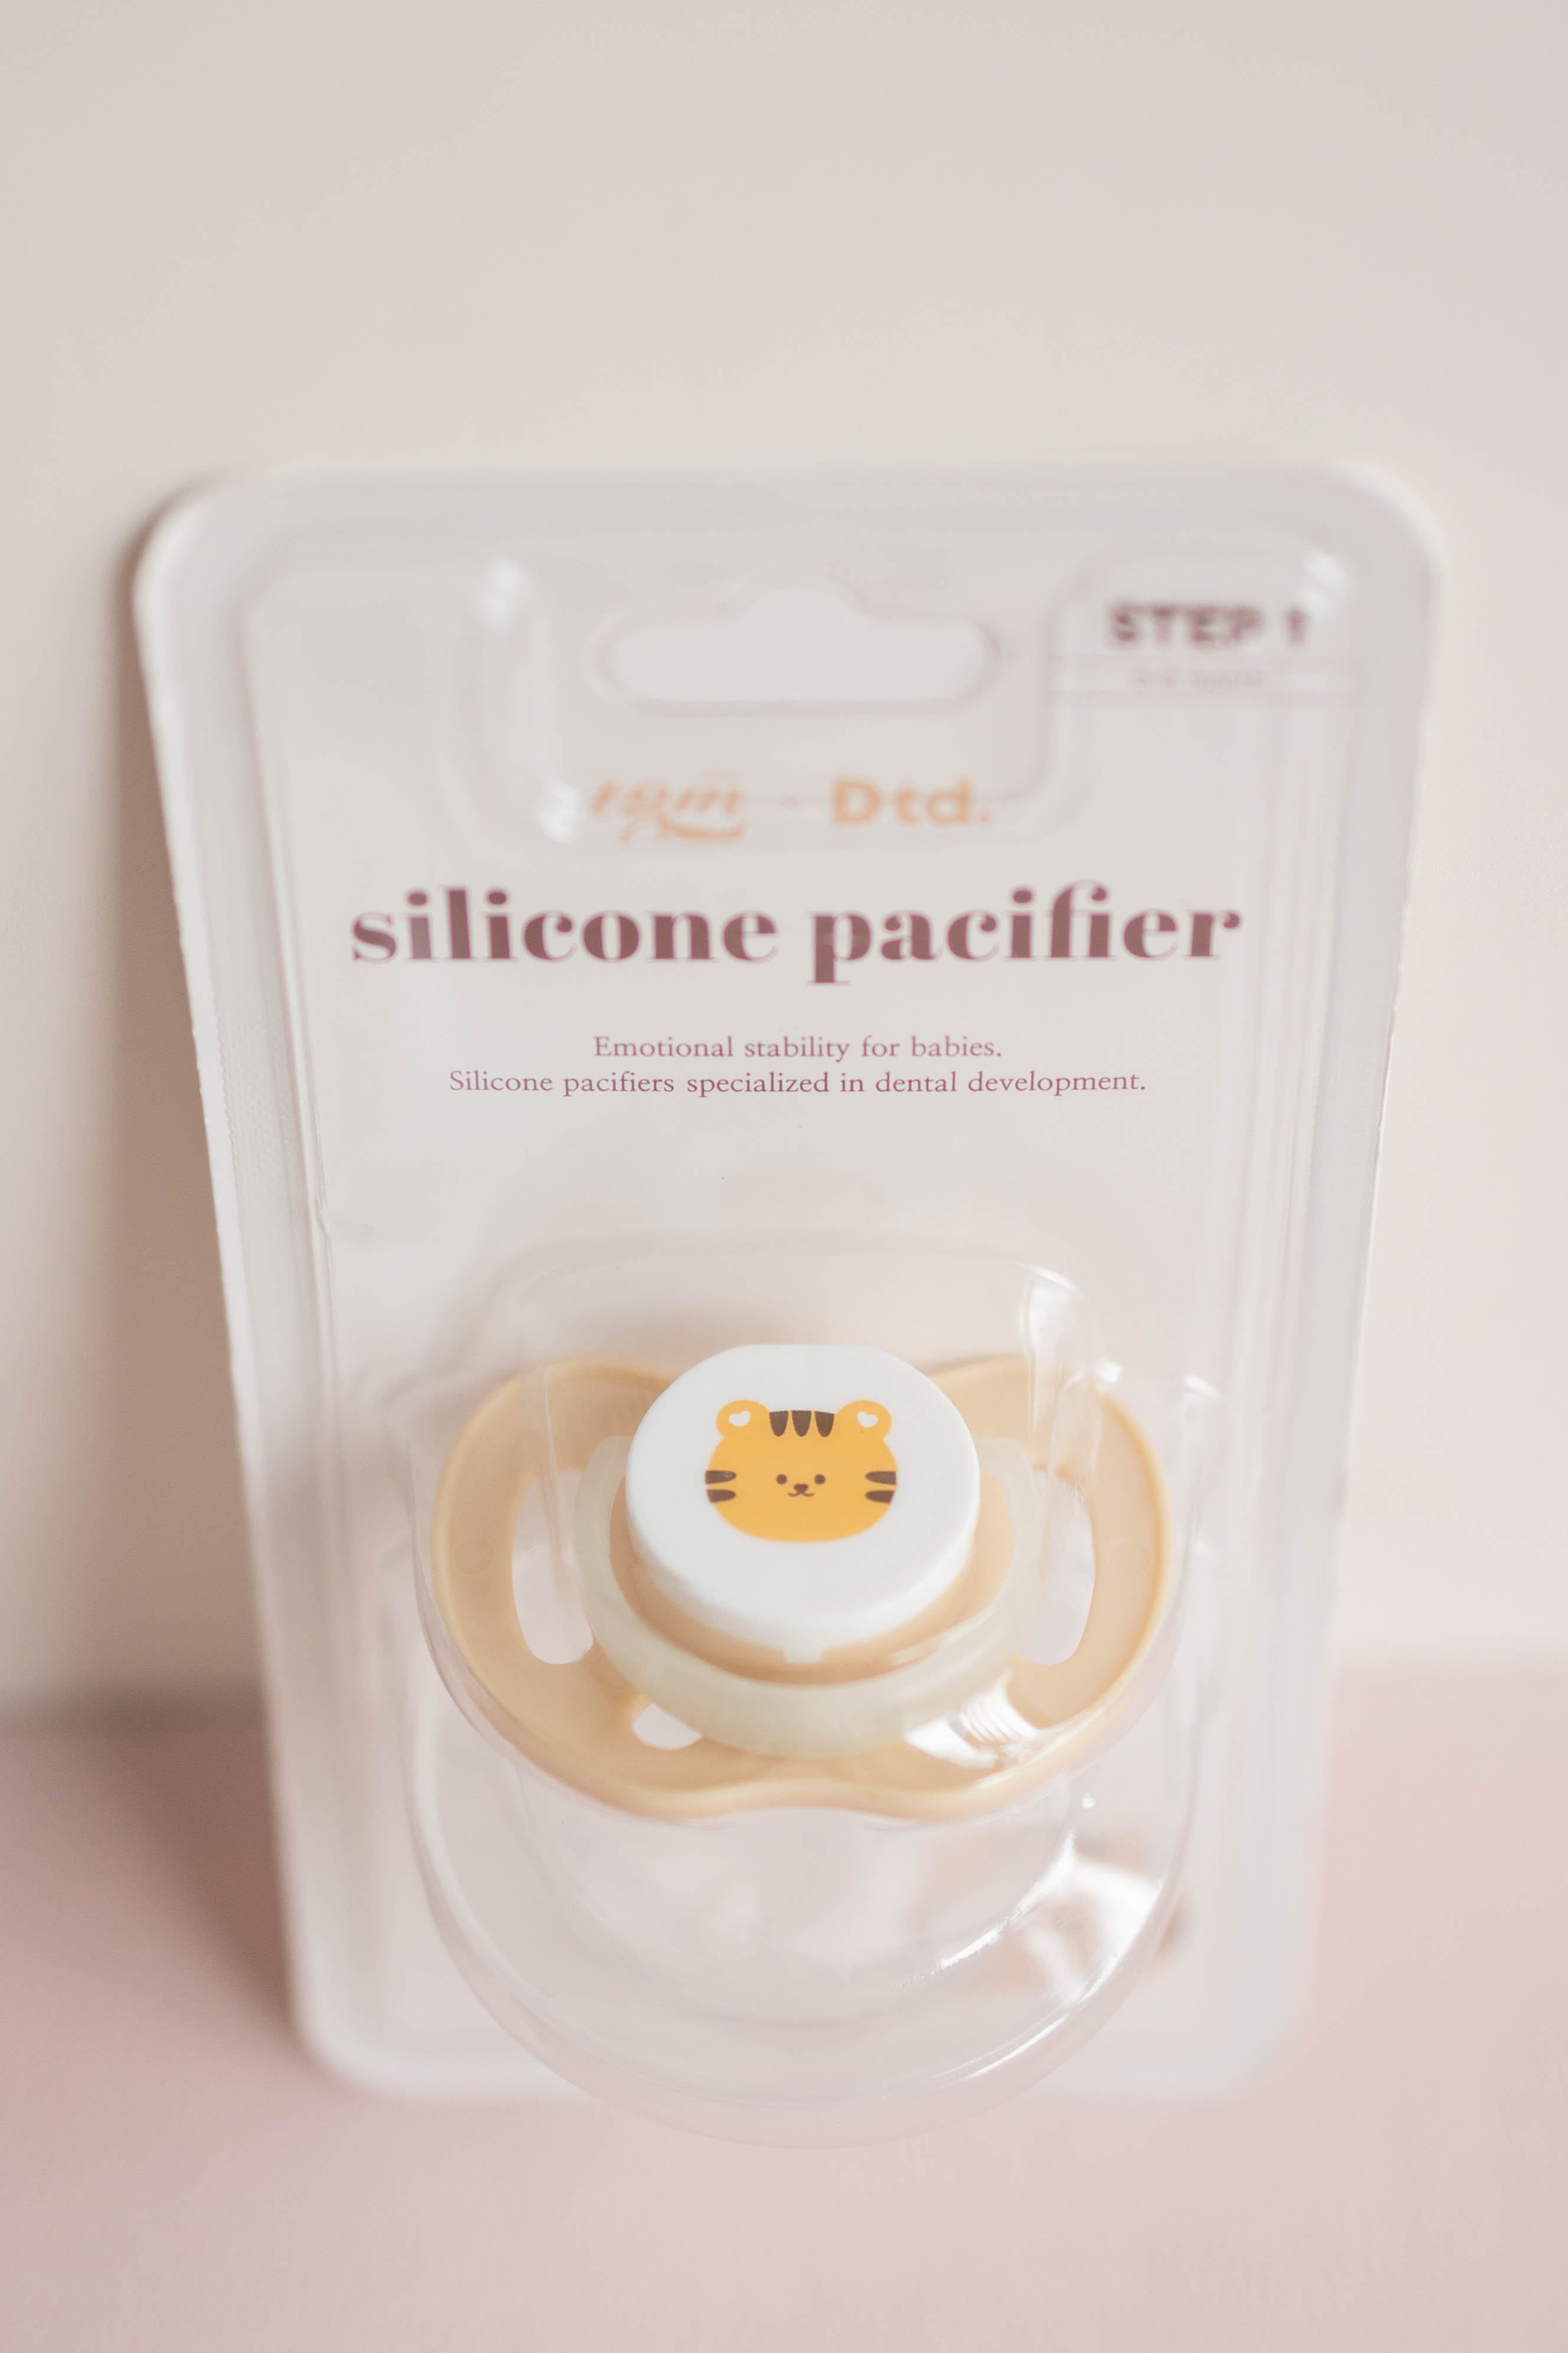 STEP 1
Dtd.
silicone pacifier
Emotional stability for babies.
Silicone pacifiers specialized in dental development.